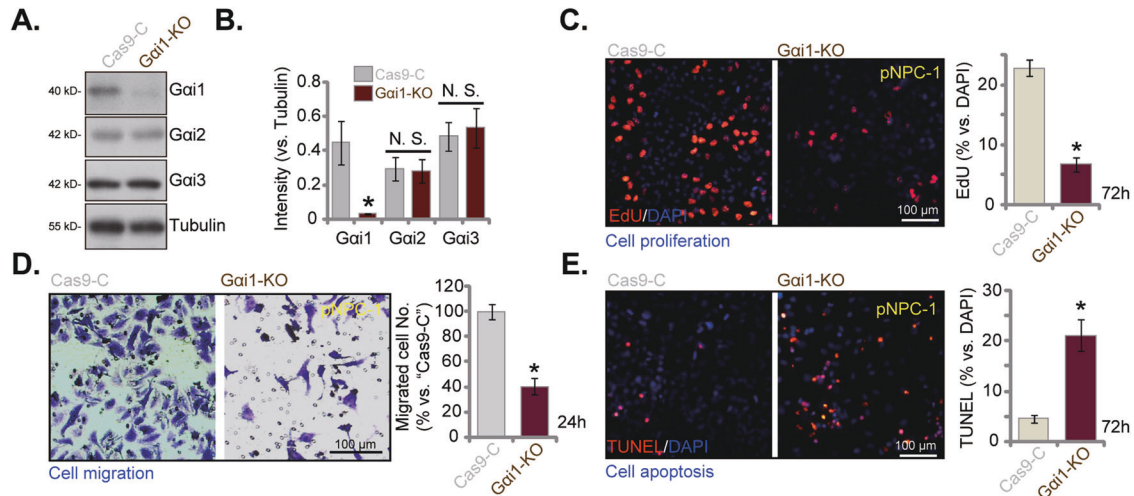 A.
Cas9-C
Gαi1-KO
40 kD-
Gαi1
42 kD-
Gαi2
42 kD-
Gαi3
55 kD-
Tubulin
B.
Intensity (vs. Tubulin)
0.8
0.6
0.4
0.2
0
Cas9-C
Gαi1-KO
*
N. S.
N. S.
Gαi1
Gαi2
Gαi3
C.
Cas9-C
Gαi1-KO
pNPC-1
EdU/DAPI
100 µm
Cell proliferation
EdU (% vs. DAPI)
20
10
0
*
72h
Cas9-C
Gαi1-KO
D.
Cas9-C
Gαi1-KO
pNPC-1
100 µm
Cell migration
Migrated cell No.
(% vs. “Cas9-C”)
120
100
80
60
40
20
0
*
24h
Cas9-C
Gαi1-KO
E.
Cas9-C
Gαi1-KO
pNPC-1
TUNEL/DAPI
100 µm
Cell apoptosis
TUNEL (% vs. DAPI)
30
20
10
0
*
72h
Cas9-C
Gαi1-KO